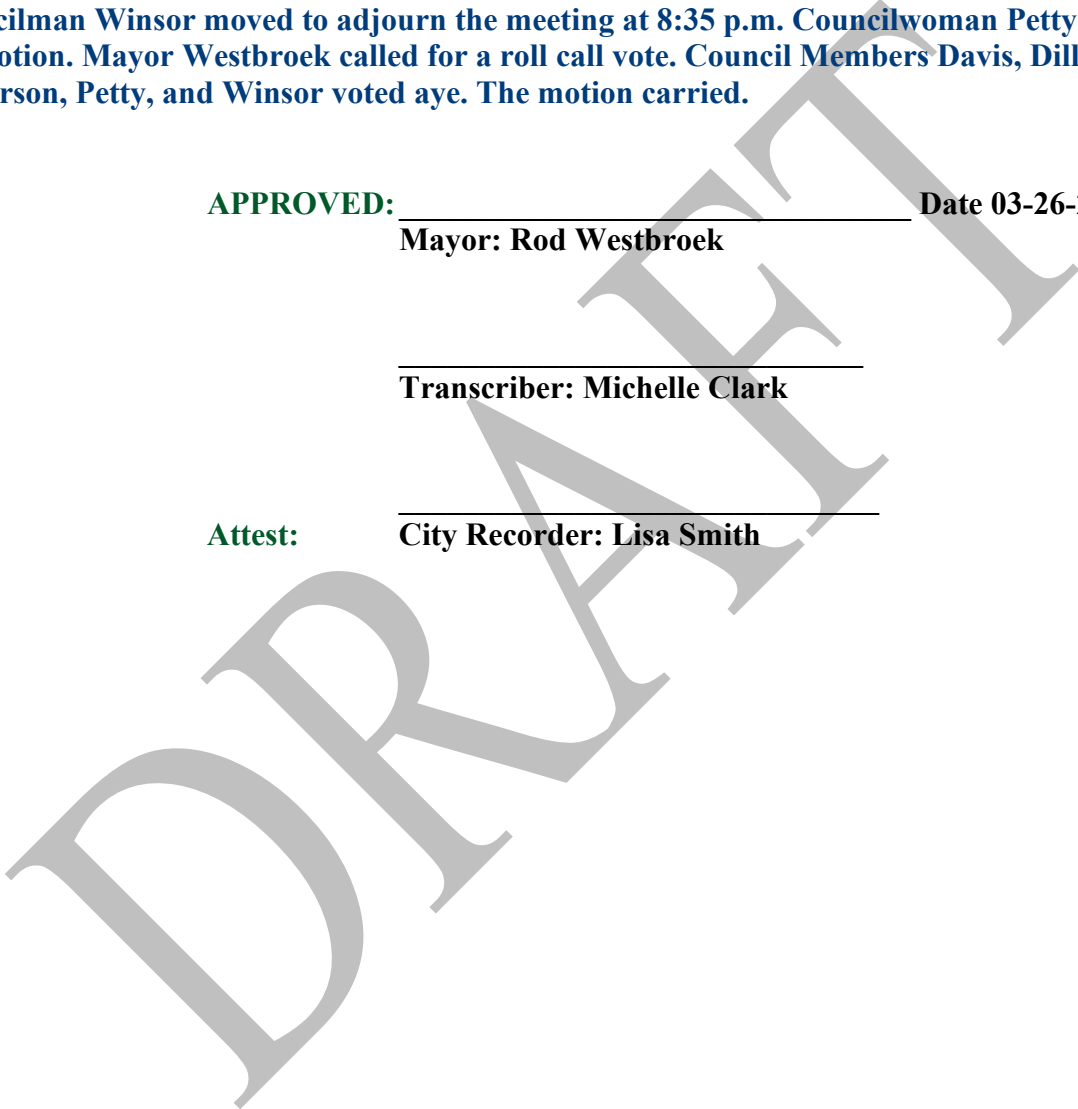 cilman Winsor moved to adjourn the meeting at 8:35 p.m. Councilwoman Petty
otion. Mayor Westbroek called for a roll call vote. Council Members Davis, Dill
rson, Petty, and Winsor voted aye. The motion carried.
APPROVED: Date 03-26-
Mayor: Rod Westbroek
Transcriber: Michelle Clark
Attest: City Recorder: Lisa Smith
DRAFT